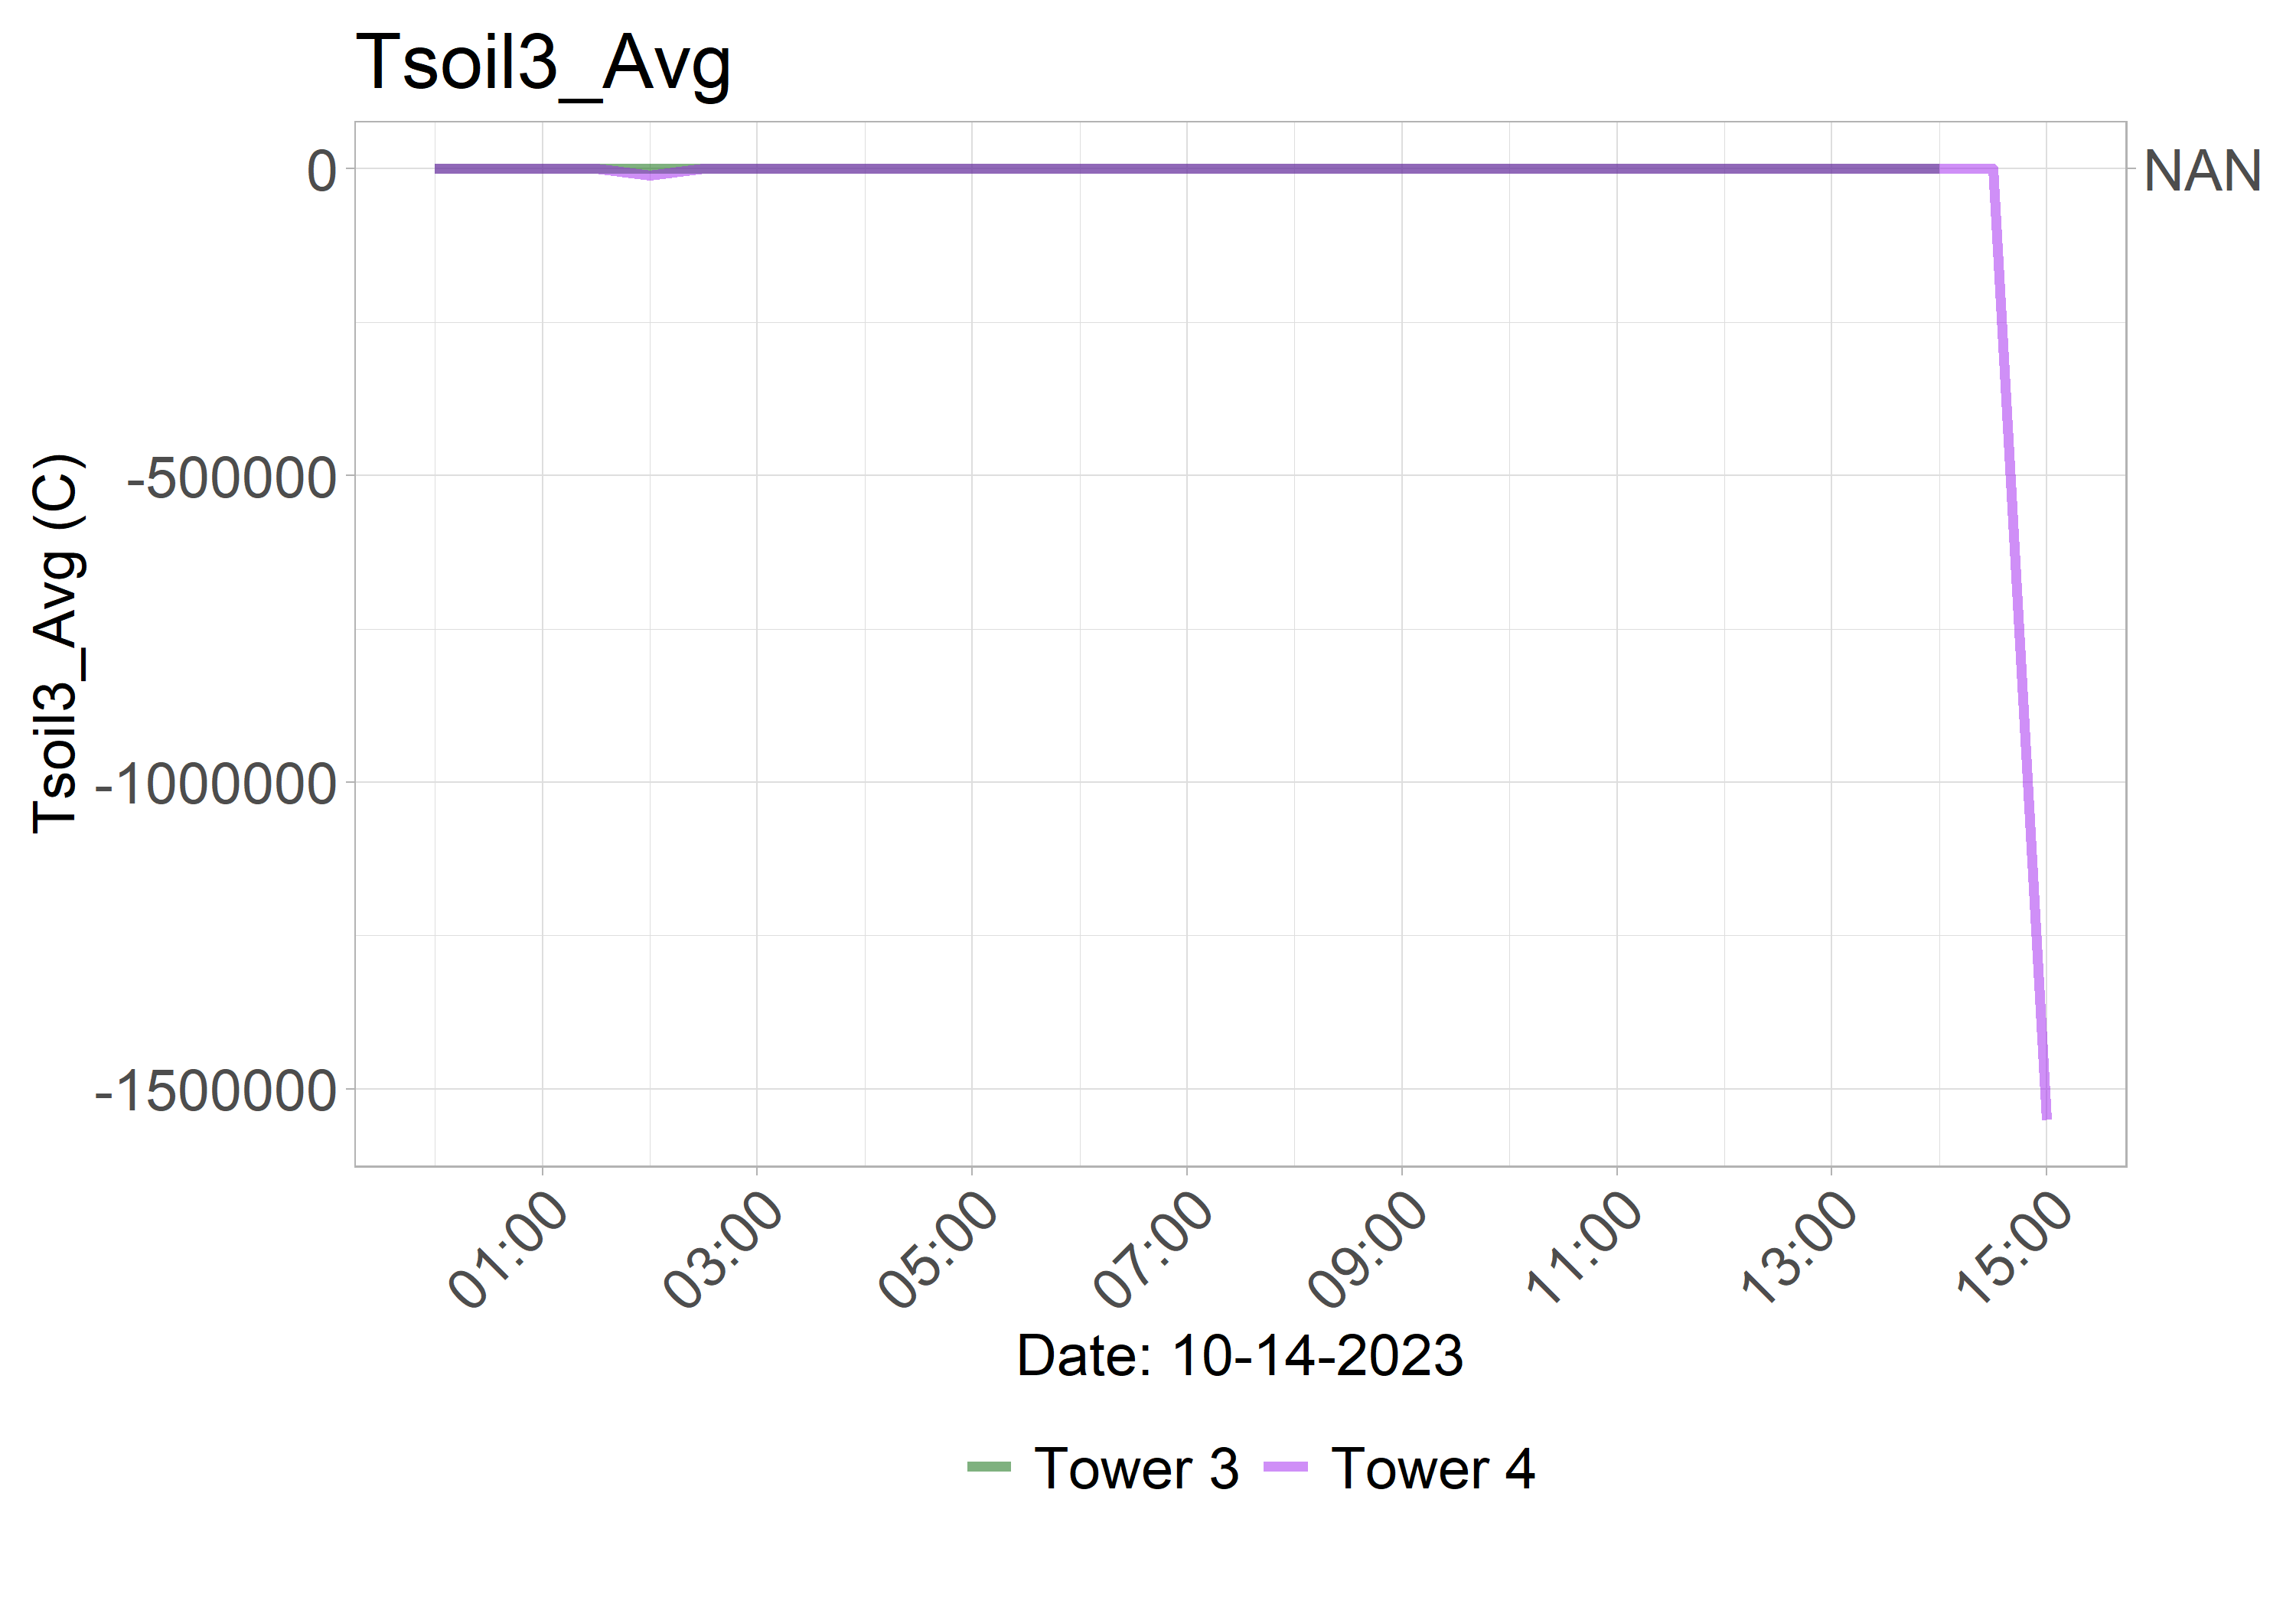 Tsoil3_Avg
0
NAN
-500000
-1000000
-1500000
Tsoil3_Avg (C)
01:00
03:00
05:00
07:00
09:00
11:00
13:00
15:00
Date: 10-14-2023
Tower 3
Tower 4